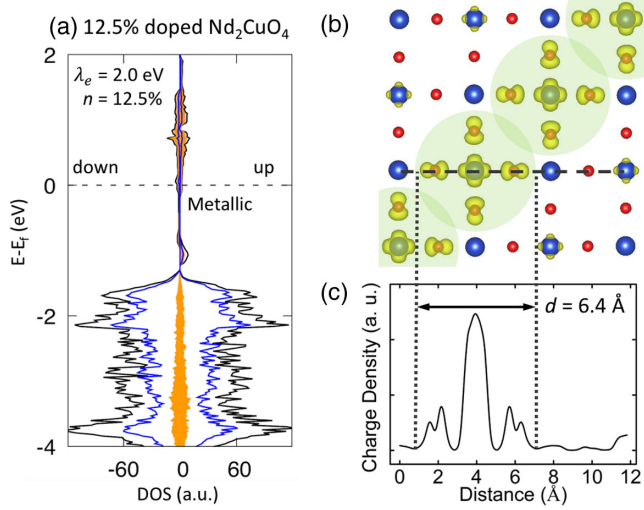 (a) 12.5% doped Nd₂CuO₄
2
λₑ = 2.0 eV
n = 12.5%
down
up
0
Metallic
E-E_f (eV)
-2
-4
-60
0
60
DOS (a.u.)
(b)
(c)
d = 6.4 Å
Charge Density (a. u.)
0
2
4
6
8
10
12
Distance (Å)